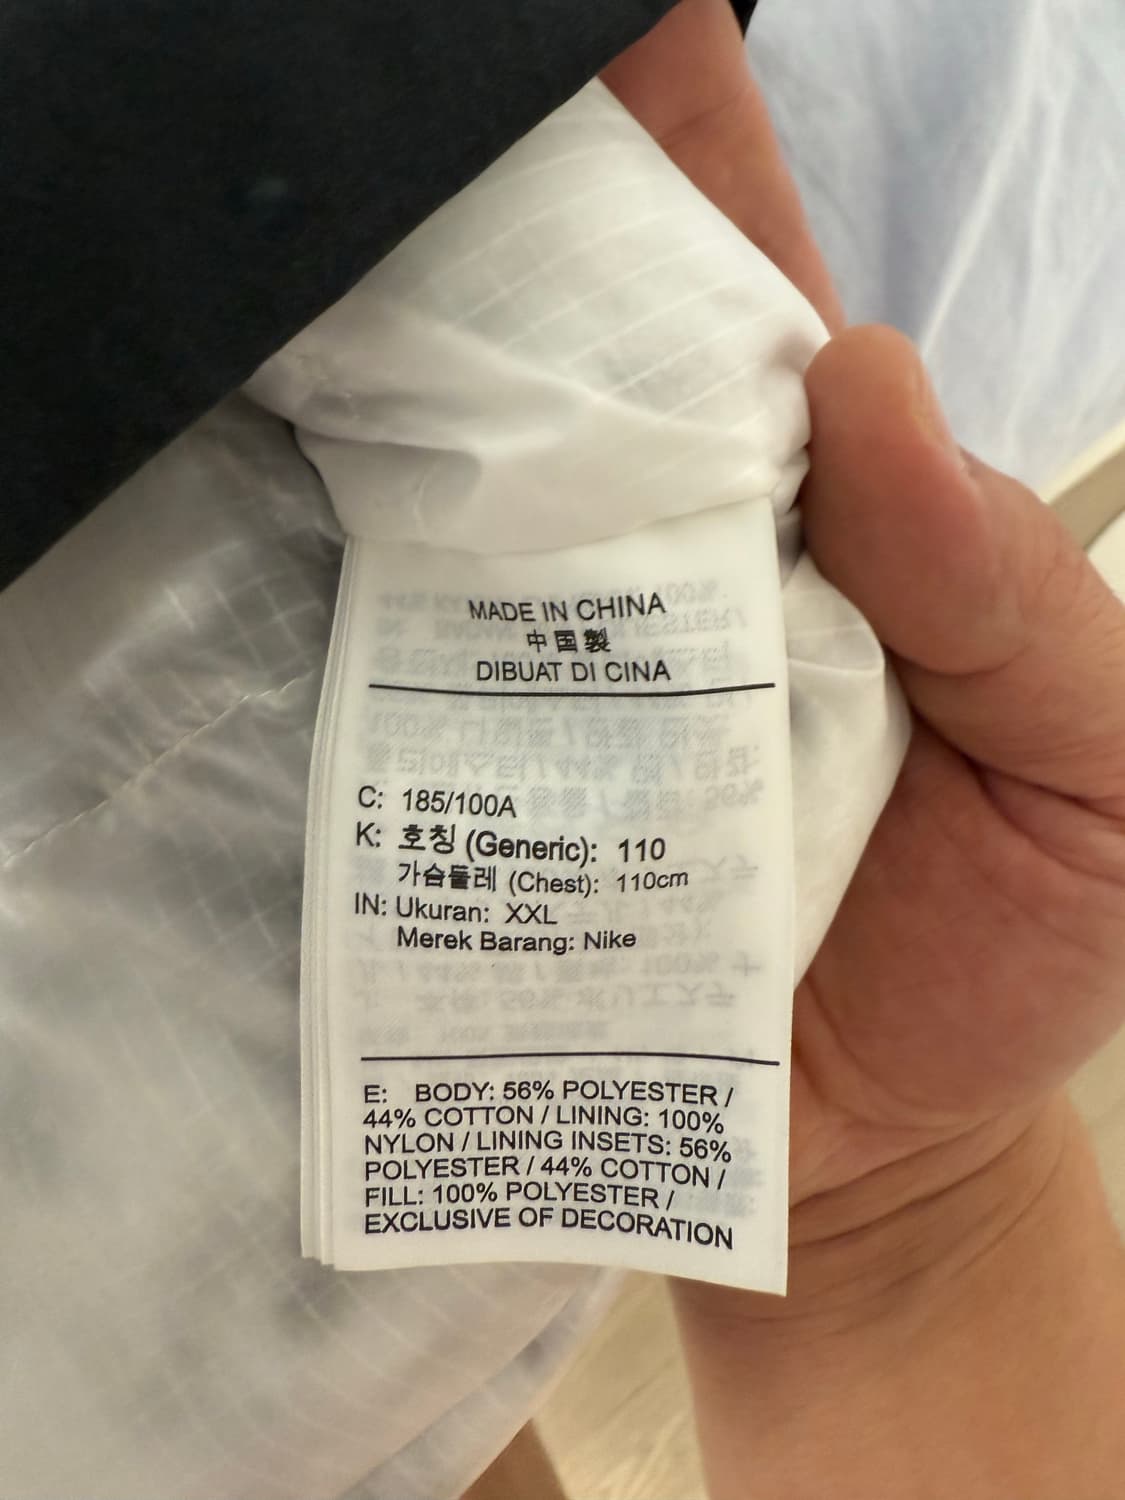 MADE IN CHINA
中国製
DIBUAT DI CINA
C: 185/100A
K: 호칭 (Generic): 110
가슴둘레 (Chest): 110cm
IN: Ukuran: XXL
Merek Barang: Nike
E: BODY: 56% POLYESTER /
44% COTTON / LINING: 100%
NYLON / LINING INSETS: 56%
POLYESTER / 44% COTTON /
FILL: 100% POLYESTER /
EXCLUSIVE OF DECORATION